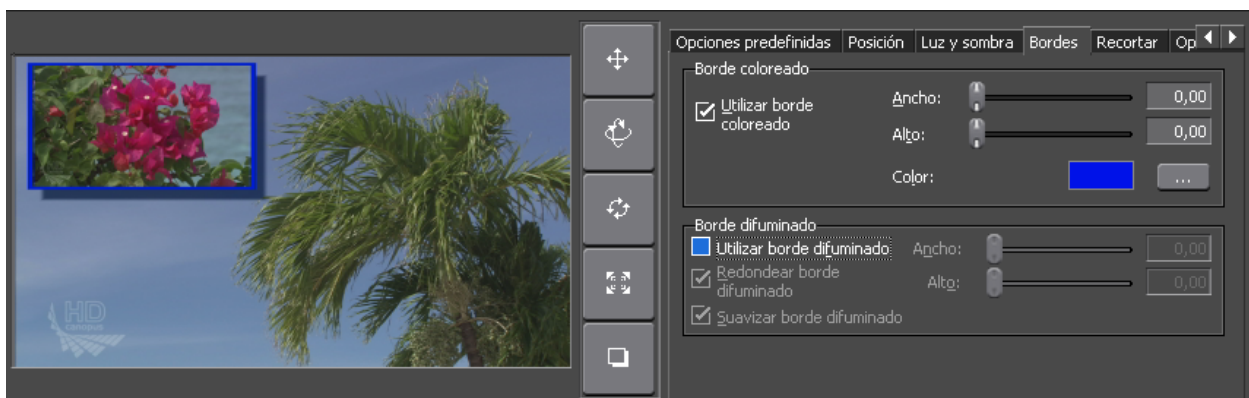 Opciones predefinidas Posición Luz y sombra Bordes Recortar Op
Borde coloreado
Utilizar borde coloreado
Ancho: 0,00
Alto: 0,00
Color: ...
Borde difuminado
Utilizar borde difuminado
Ancho: 0,00
Redondear borde difuminado
Alto: 0,00
Suavizar borde difuminado
HD
canopus